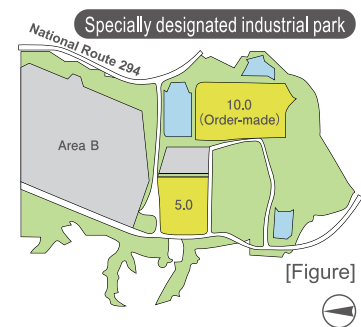 Specially designated industrial park
National Route 294
10.0
(Order-made)
Area B
5.0
[Figure]